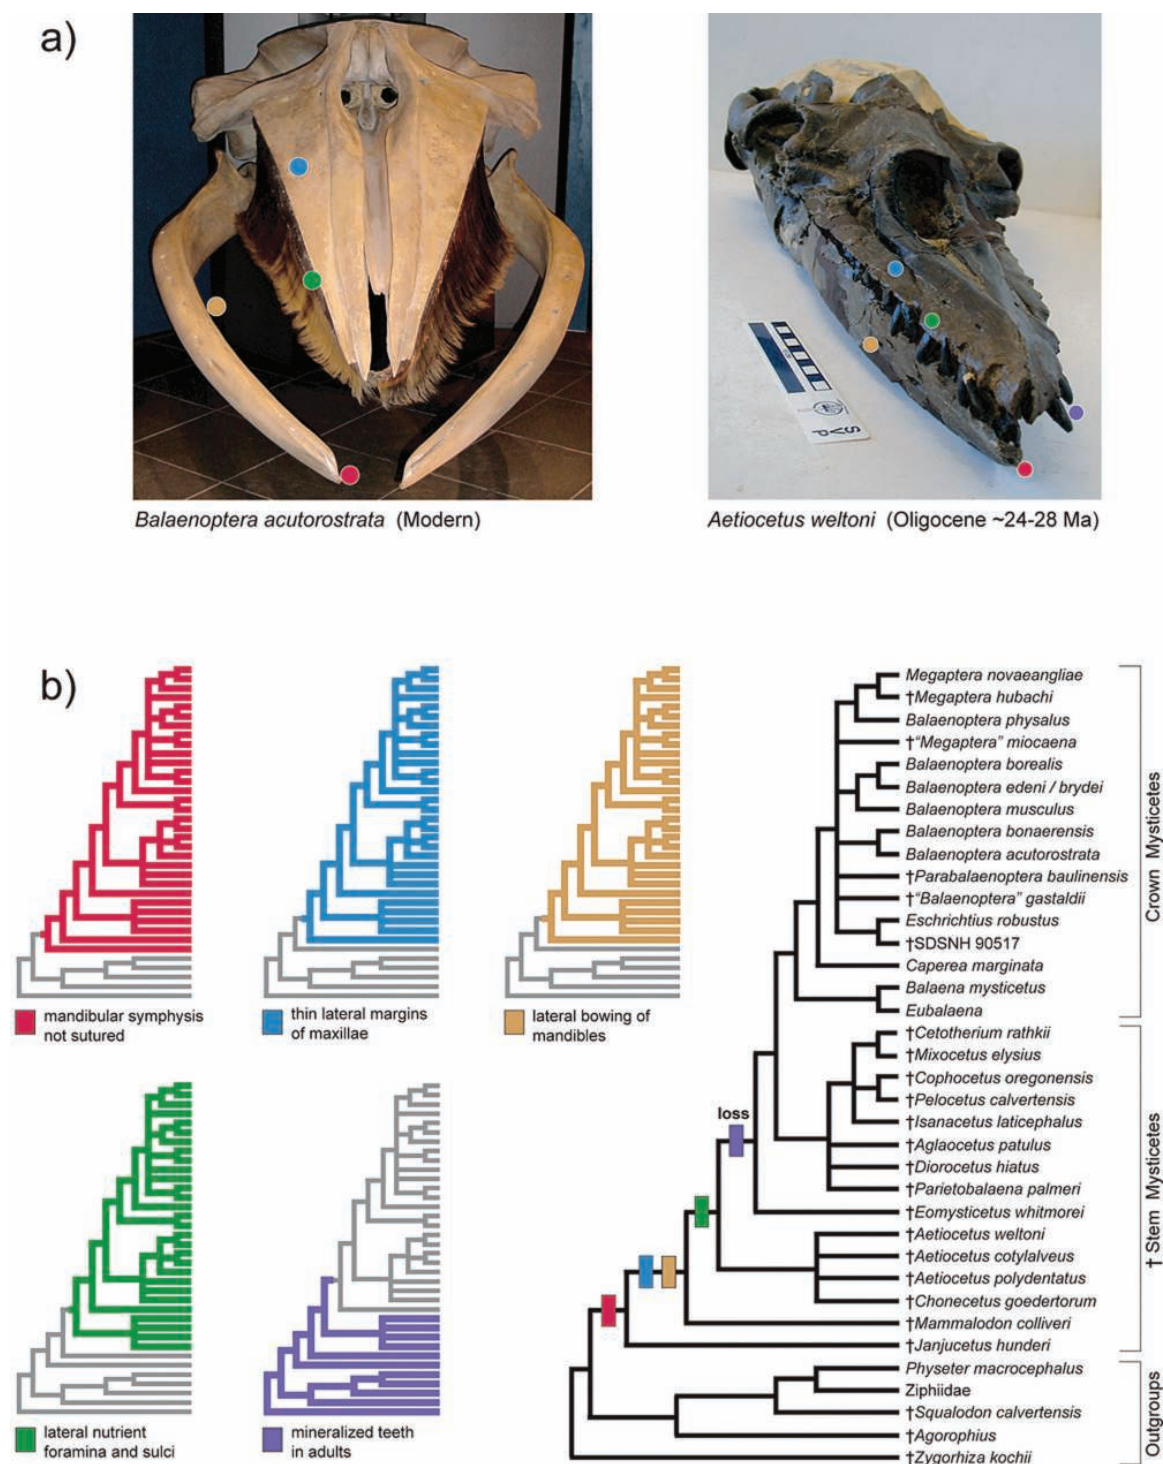 a)
SVP
Balaenoptera acutorostrata (Modern)
Aetiocetus weltoni (Oligocene ~24-28 Ma)
b)
mandibular symphysis
not sutured
thin lateral margins
of maxillae
lateral bowing of
mandibles
lateral nutrient
foramina and sulci
mineralized teeth
in adults
loss
Megaptera novaeangliae
†Megaptera hubachi
Balaenoptera physalus
†"Megaptera" miocaena
Balaenoptera borealis
Balaenoptera edeni / brydei
Balaenoptera musculus
Balaenoptera bonaerensis
Balaenoptera acutorostrata
†Parabalaenoptera baulinensis
†"Balaenoptera" gastaldii
Eschrichtius robustus
†SDSNH 90517
Caperea marginata
Balaena mysticetus
Eubalaena
†Cetotherium rathkii
†Mixocetus elysius
†Cophocetus oregonensis
†Pelocetus calvertensis
†Isanacetus laticephalus
†Aglaocetus patulus
†Diorocetus hiatus
†Parietobalaena palmeri
†Eomysticetus whitmorei
†Aetiocetus weltoni
†Aetiocetus cotylalveus
†Aetiocetus polydentatus
†Chonecetus goedertorum
†Mammalodon colliveri
†Janjucetus hunderi
Physeter macrocephalus
Ziphiidae
†Squalodon calvertensis
†Agorophius
†Zygorhiza kochii
Crown Mysticetes
† Stem Mysticetes
Outgroups